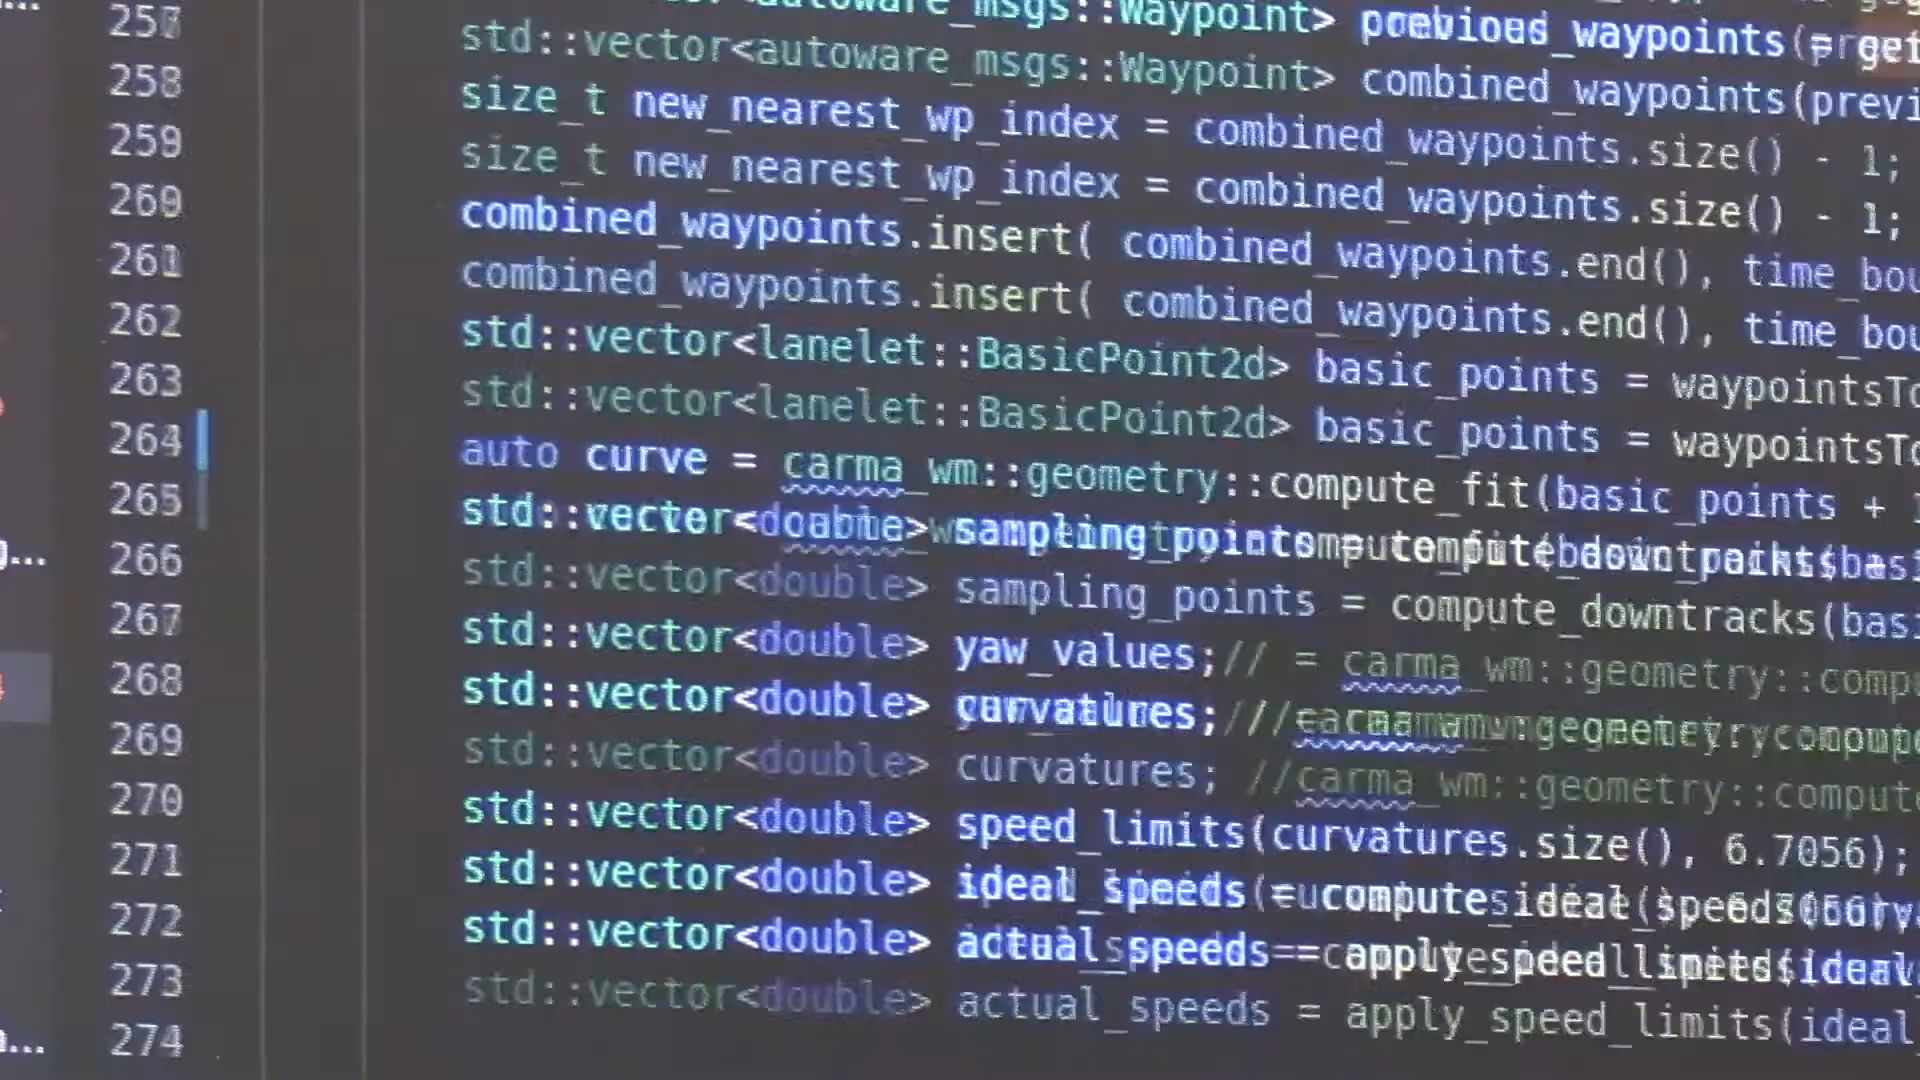 257
258 std::vector<autoware_msgs::Waypoint> combined_waypoints(previ
259 size_t new_nearest_wp_index = combined_waypoints.size() - 1;
size_t new_nearest_wp_index = combined_waypoints.size() - 1;
260 combined_waypoints.insert( combined_waypoints.end(), time_bou
261 combined_waypoints.insert( combined_waypoints.end(), time_bou
262 std::vector<lanelet::BasicPoint2d> basic_points = waypointsTo
263 std::vector<lanelet::BasicPoint2d> basic_points = waypointsTo
264 auto curve = carma_wm::geometry::compute_fit(basic_points +
265 std::vector<double> sampling_points
266 std::vector<double> sampling_points = compute_downtracks(basi
267 std::vector<double> yaw_values;// = carma_wm::geometry::compu
268 std::vector<double>
269 std::vector<double> curvatures; //carma_wm::geometry::compute
270 std::vector<double> speed_limits(curvatures.size(), 6.7056);
271 std::vector<double>
272 std::vector<double>
273 std::vector<double> actual_speeds = apply_speed_limits(ideal_
274